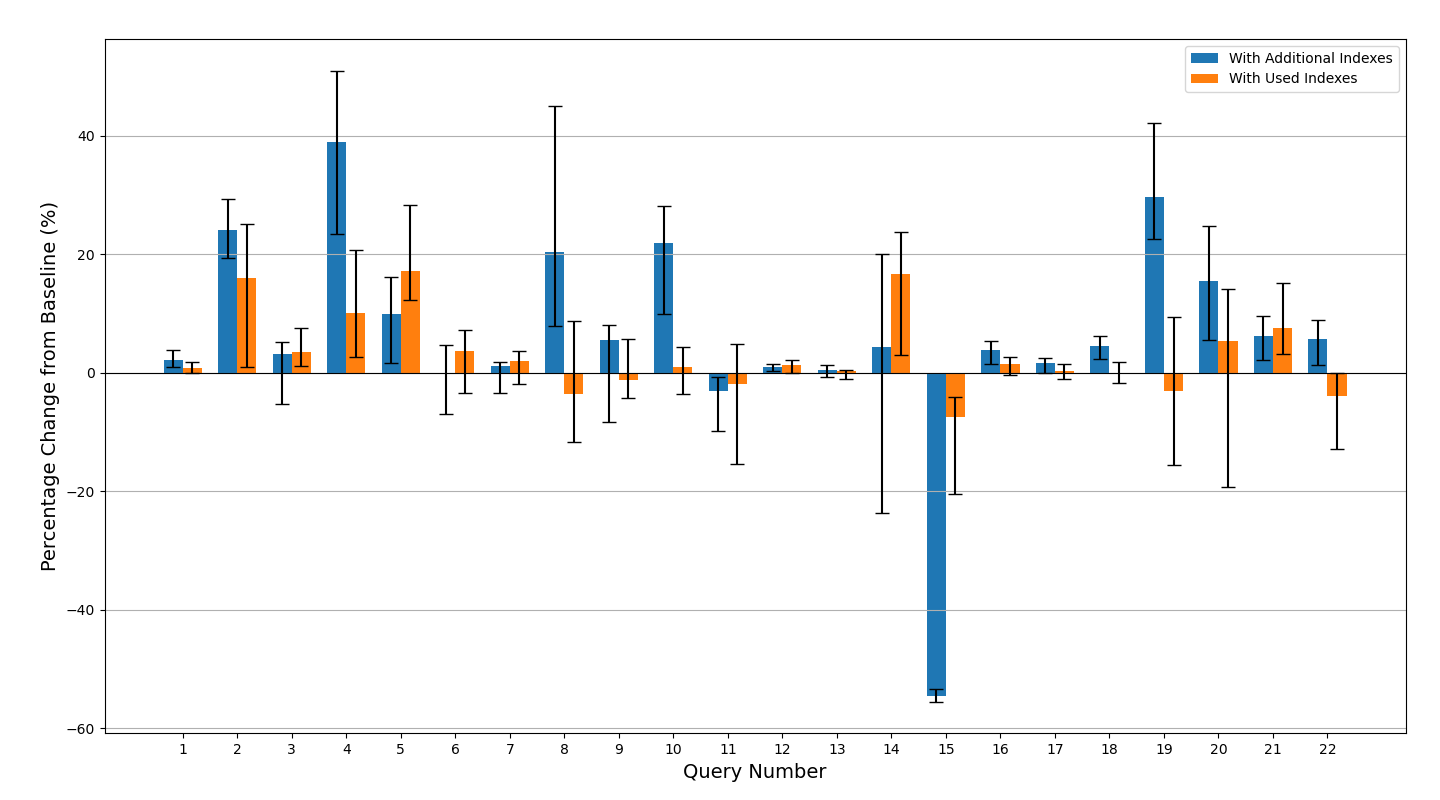 With Additional Indexes
With Used Indexes
Percentage Change from Baseline (%)
40
20
0
−20
−40
−60
1 2 3 4 5 6 7 8 9 10 11 12 13 14 15 16 17 18 19 20 21 22
Query Number